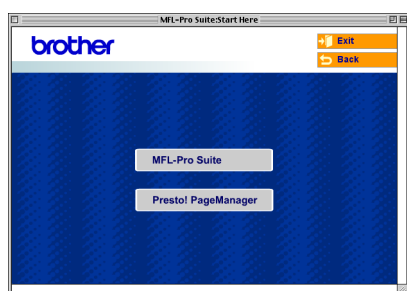 MFL-Pro Suite:Start Here
brother
Exit
Back
MFL-Pro Suite
Presto! PageManager